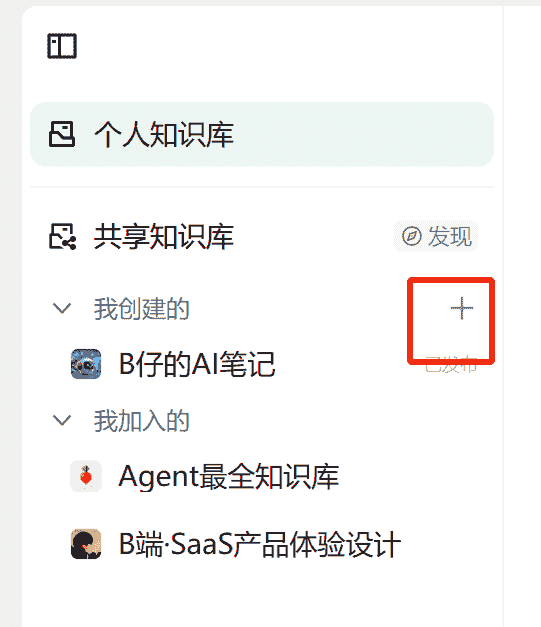 个人知识库
共享知识库 发现
我创建的
B仔的AI笔记 已发布
我加入的
Agent最全知识库
B端·SaaS产品体验设计